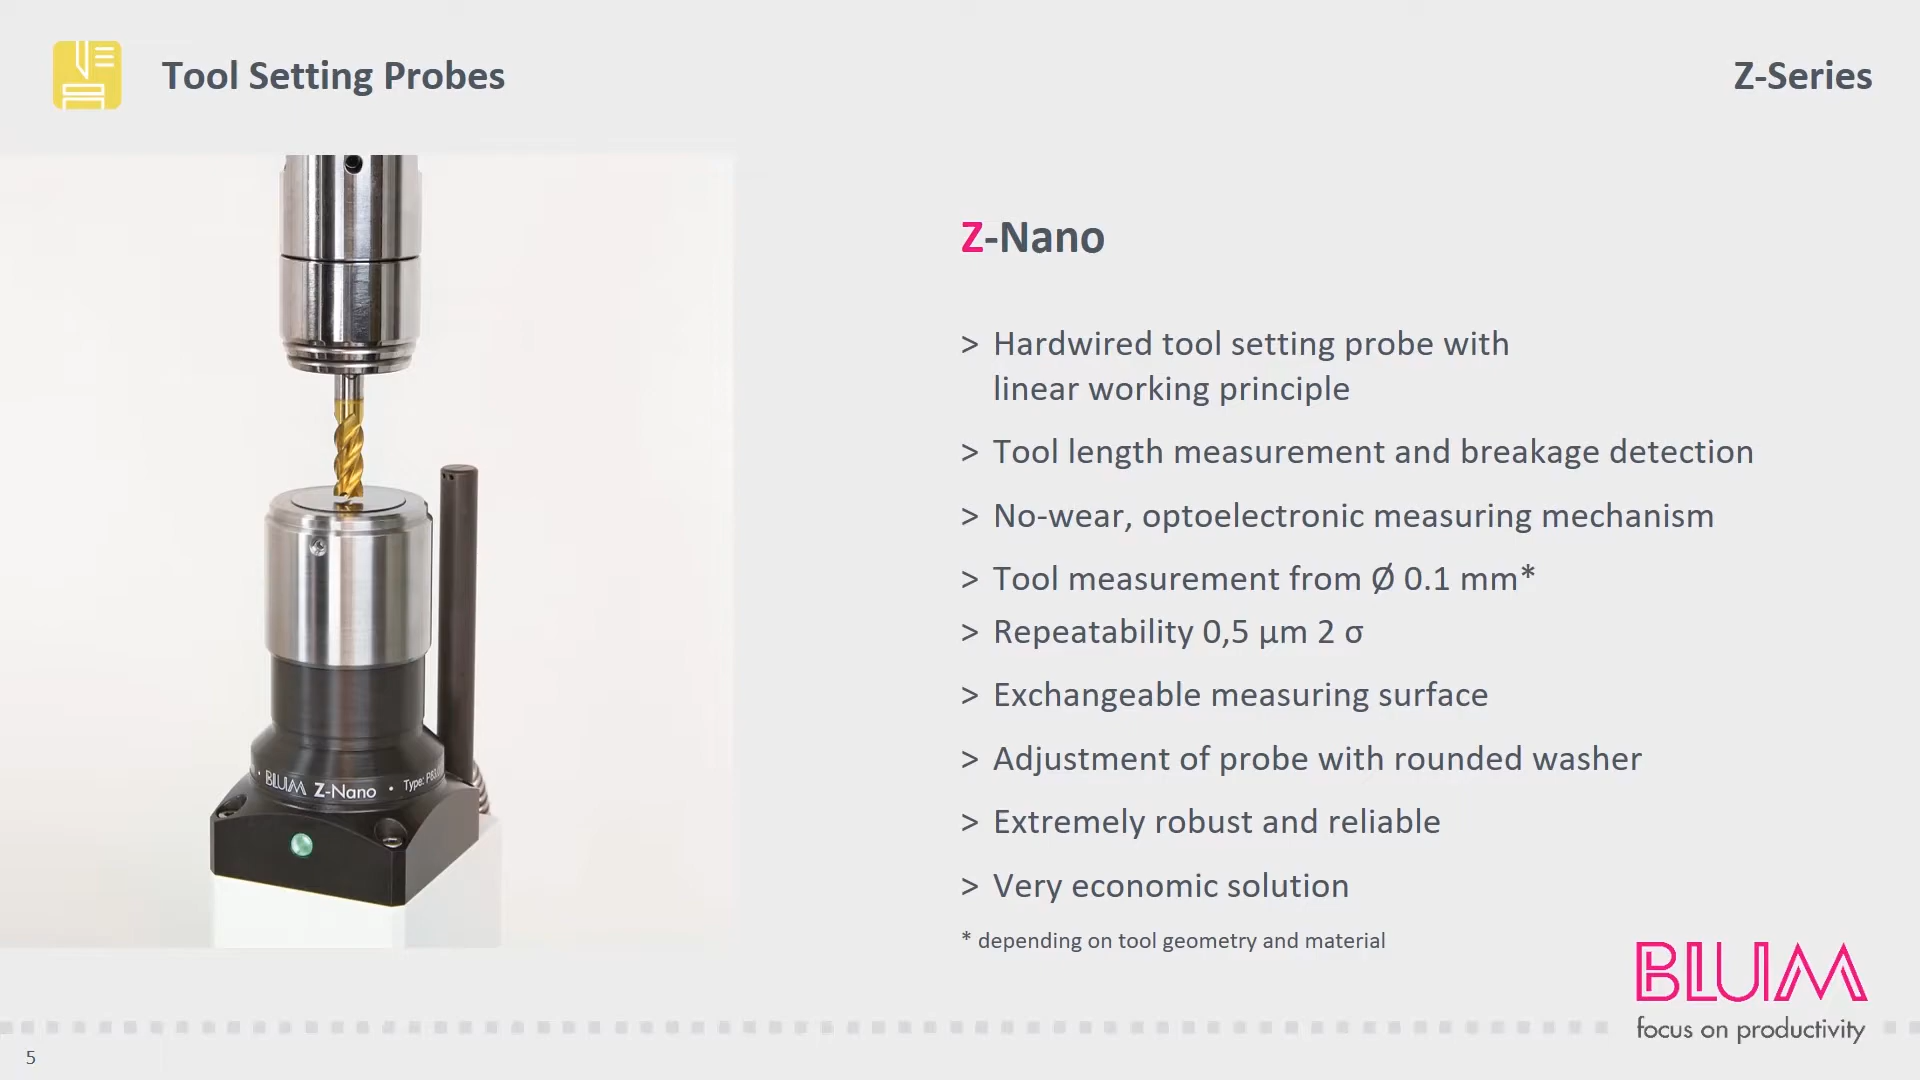 Tool Setting Probes
Z-Series
Z-Nano
> Hardwired tool setting probe with
linear working principle
> Tool length measurement and breakage detection
> No-wear, optoelectronic measuring mechanism
> Tool measurement from Ø 0.1 mm*
> Repeatability 0,5 µm 2 σ
> Exchangeable measuring surface
> Adjustment of probe with rounded washer
> Extremely robust and reliable
> Very economic solution
* depending on tool geometry and material
BLUM Z-Nano • Type:
BLUM
focus on productivity
5